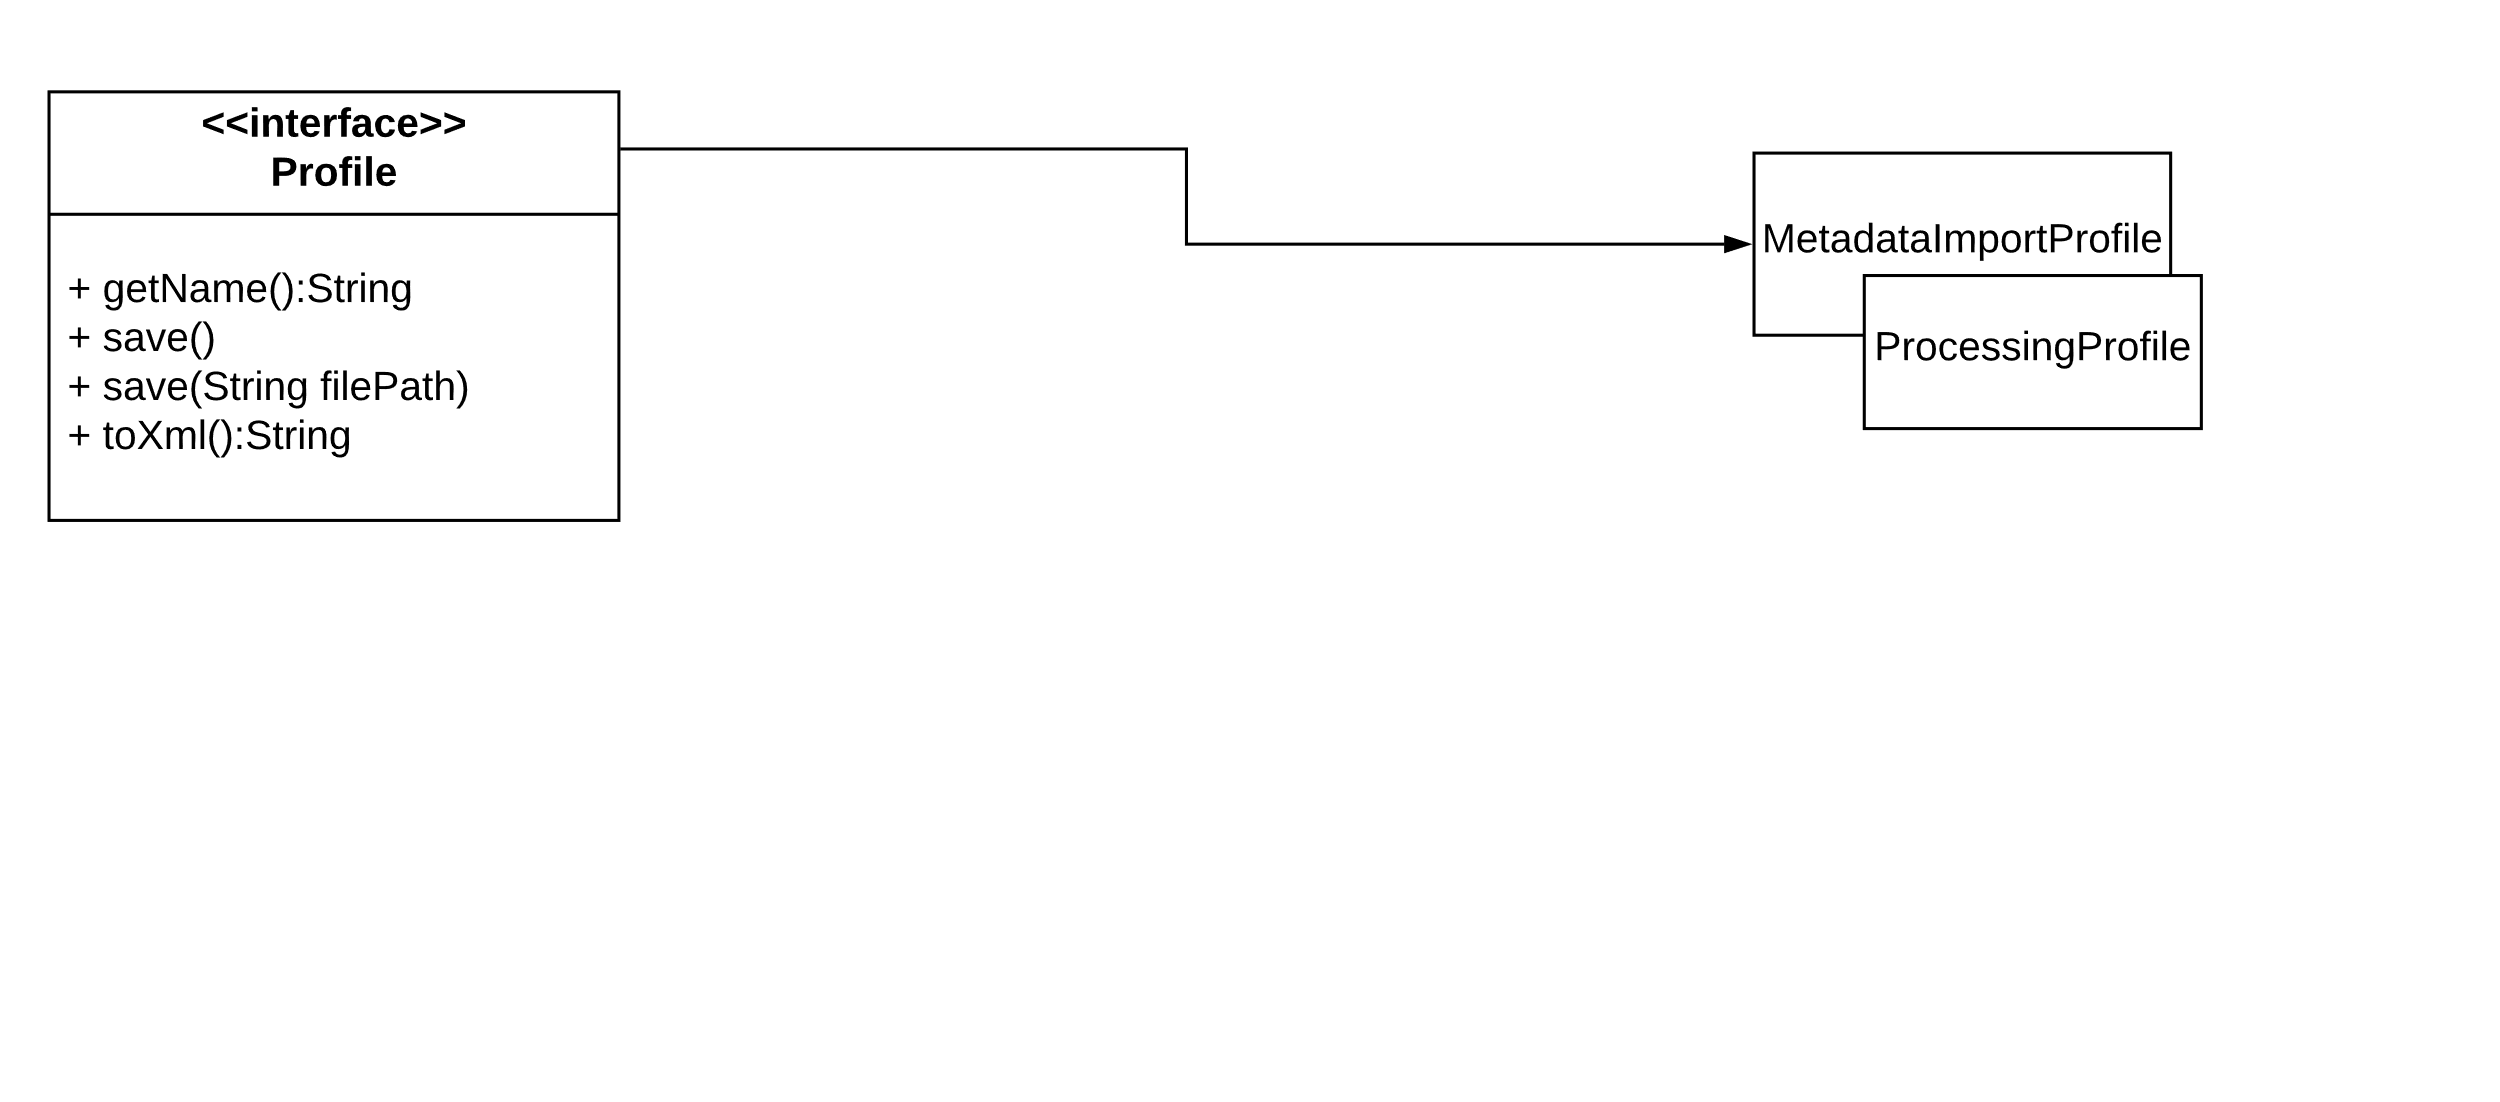 <<interface>>
Profile
+ getName():String
+ save()
+ save(String filePath)
+ toXml():String
MetadataImportProfile
ProcessingProfile